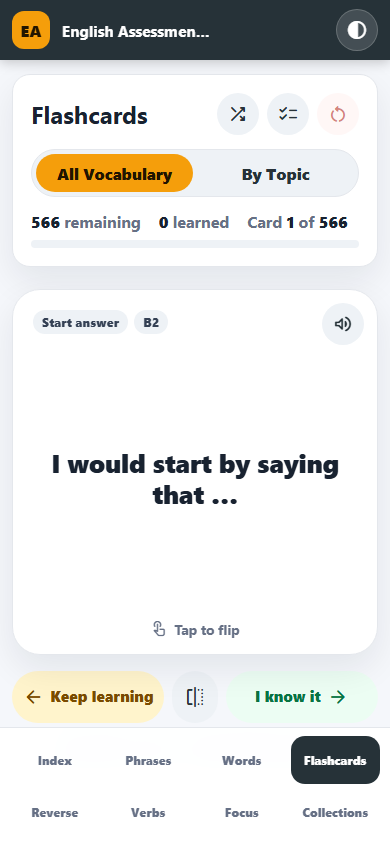 EA
English Assessmen...
Flashcards
All Vocabulary
By Topic
566 remaining
0 learned
Card 1 of 566
Start answer
B2
I would start by saying
that ...
Tap to flip
Keep learning
I know it
Index
Phrases
Words
Flashcards
Reverse
Verbs
Focus
Collections